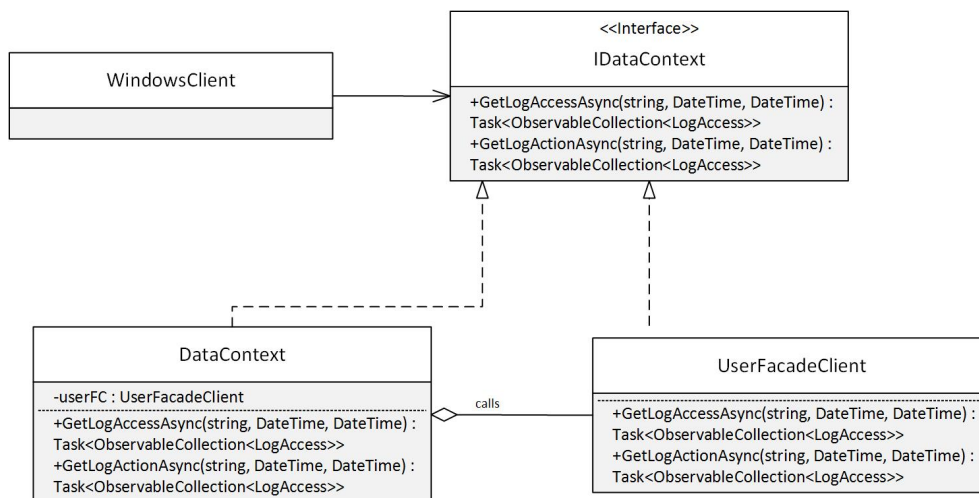 WindowsClient
<<Interface>>
IDataContext
+GetLogAccessAsync(string, DateTime, DateTime) :
Task<ObservableCollection<LogAccess>>
+GetLogActionAsync(string, DateTime, DateTime) :
Task<ObservableCollection<LogAccess>>
DataContext
-userFC : UserFacadeClient
+GetLogAccessAsync(string, DateTime, DateTime) :
Task<ObservableCollection<LogAccess>>
+GetLogActionAsync(string, DateTime, DateTime) :
Task<ObservableCollection<LogAccess>>
calls
UserFacadeClient
+GetLogAccessAsync(string, DateTime, DateTime) :
Task<ObservableCollection<LogAccess>>
+GetLogActionAsync(string, DateTime, DateTime) :
Task<ObservableCollection<LogAccess>>